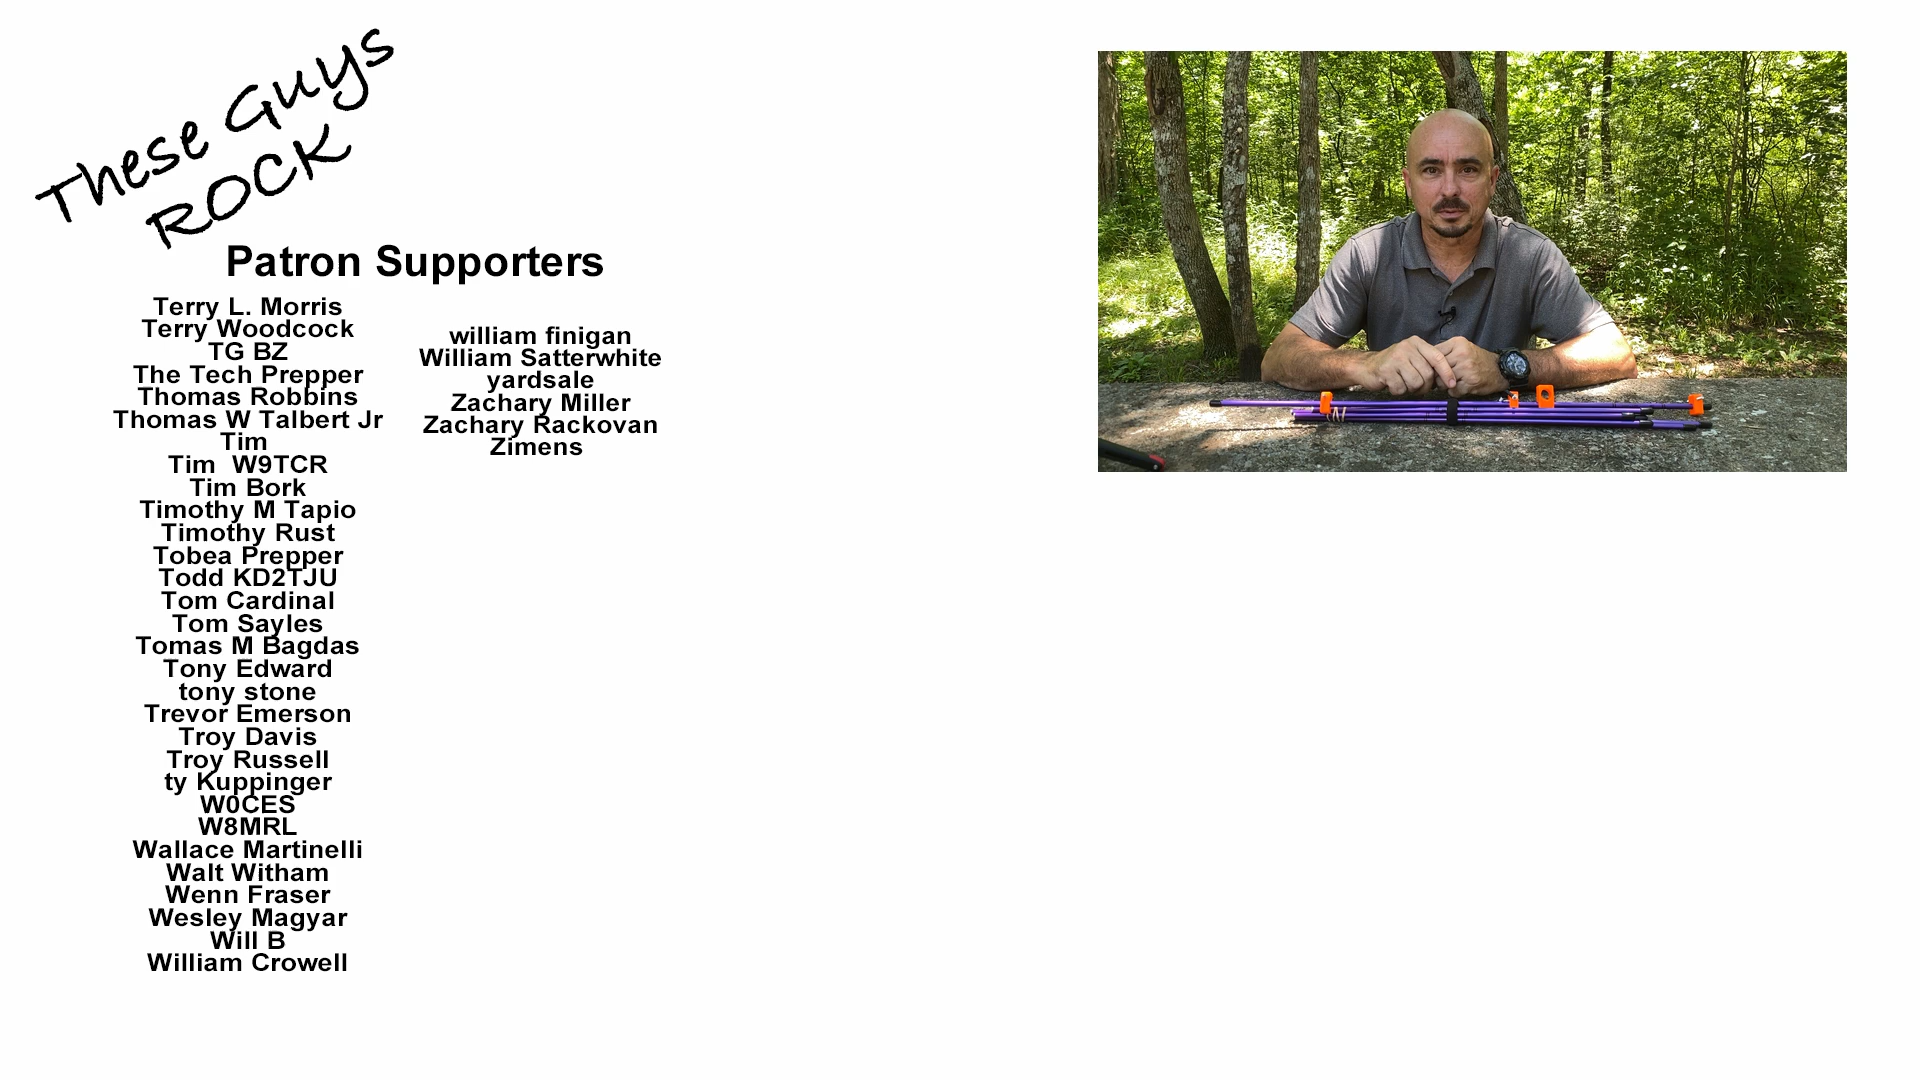 These Guys
ROCK
Patron Supporters
Terry L. Morris
Terry Woodcock
TG BZ
The Tech Prepper
Thomas Robbins
Thomas W Talbert Jr
Tim
Tim  W9TCR
Tim Bork
Timothy M Tapio
Timothy Rust
Tobea Prepper
Todd KD2TJU
Tom Cardinal
Tom Sayles
Tomas M Bagdas
Tony Edward
tony stone
Trevor Emerson
Troy Davis
Troy Russell
ty Kuppinger
W0CES
W8MRL
Wallace Martinelli
Walt Witham
Wenn Fraser
Wesley Magyar
Will B
William Crowell
william finigan
William Satterwhite
yardsale
Zachary Miller
Zachary Rackovan
Zimens